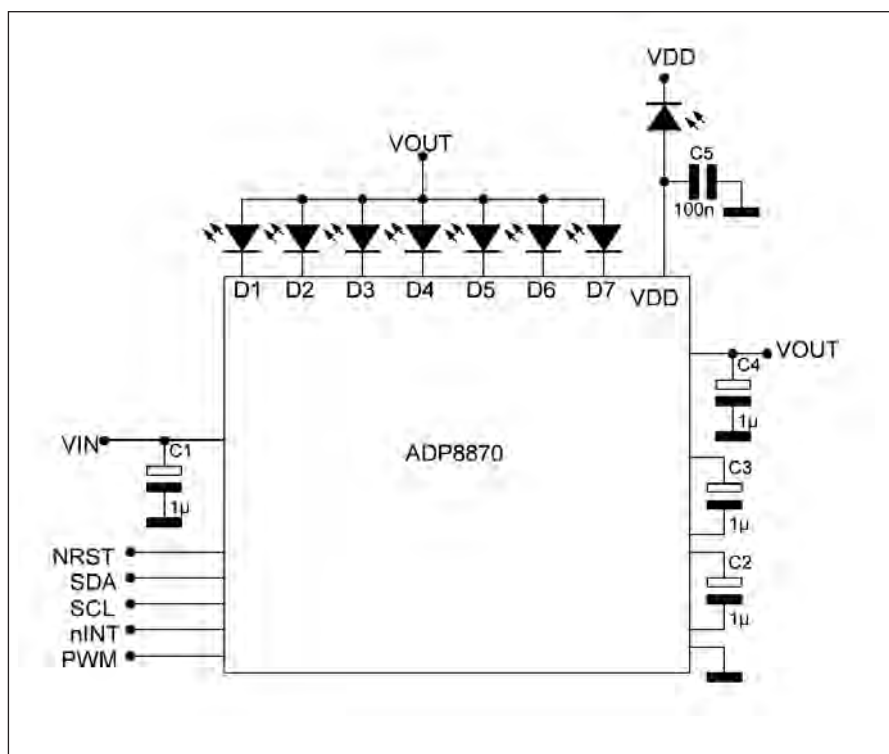 VDD
C5
100n
VOUT
D1 D2 D3 D4 D5 D6 D7 VDD
VOUT
C4
1µ
VIN
C1
1µ
ADP8870
C3
1µ
C2
1µ
NRST
SDA
SCL
nINT
PWM